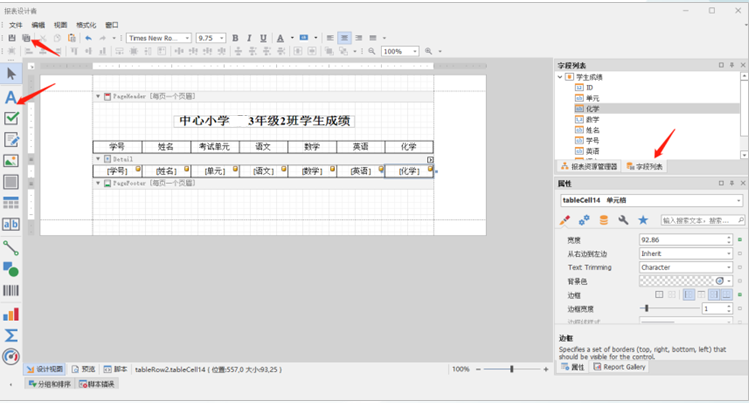 报表设计器
文件 编辑 视图 格式化 窗口
Times New Ro... 9.75 B I U A
100%
PageHeader [每页一个页眉]
中心小学 3年级2班学生成绩
学号 姓名 考试单元 语文 数学 英语 化学
Detail
[学号] [姓名] [单元] [语文] [数学] [英语] [化学]
PageFooter [每页一个页脚]
设计视图 预览 脚本 tableRow2.tableCell14 ( 位置:557,0 大小:93,25 ) 100%
分组和排序 脚本错误
字段列表
学生成绩
ID
单元
化学
数学
姓名
学号
英语
报表资源管理器 字段列表
属性
tableCell14 单元格
输入搜索文本，搜索...
宽度 92.86
从右边到左边 Inherit
Text Trimming Character
背景色
边框
边框宽度 1
边框
Specifies a set of borders (top, right, bottom, left) that
should be visible for the control.
属性 Report Gallery